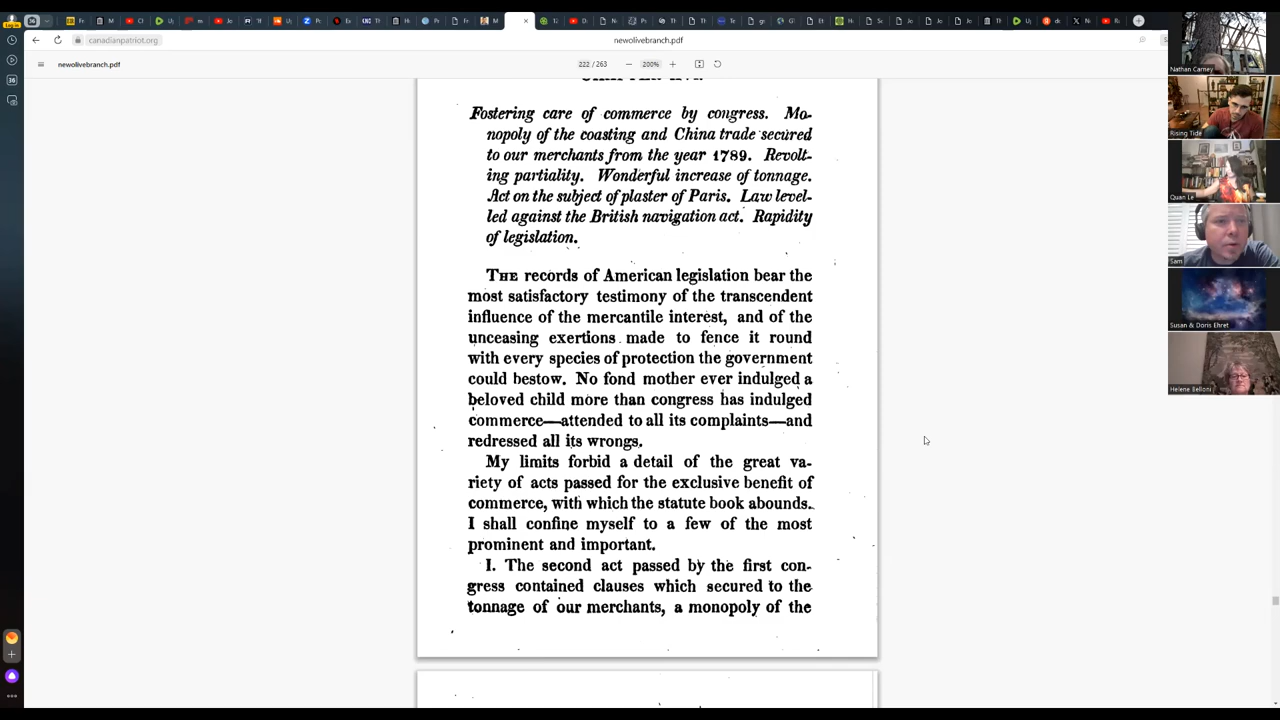 Log in
36
canadianpatriot.org
newolivebranch.pdf
newolivebranch.pdf
222 / 263
200%
Fostering care of commerce by congress. Mo-
nopoly of the coasting and China trade secured
to our merchants from the year 1789. Revolt-
ing partiality. Wonderful increase of tonnage.
Act on the subject of plaster of Paris. Law level-
led against the British navigation act. Rapidity
of legislation.
THE records of American legislation bear the
most satisfactory testimony of the transcendent
influence of the mercantile interest, and of the
unceasing exertions made to fence it round
with every species of protection the government
could bestow. No fond mother ever indulged a
beloved child more than congress has indulged
commerce—attended to all its complaints—and
redressed all its wrongs.
My limits forbid a detail of the great va-
riety of acts passed for the exclusive benefit of
commerce, with which the statute book abounds.
I shall confine myself to a few of the most
prominent and important.
I. The second act passed by the first con-
gress contained clauses which secured to the
tonnage of our merchants, a monopoly of the
Nathan Carney
Rising Tide
Quan Le
Sam
Susan & Doris Ehret
Helene Belloni